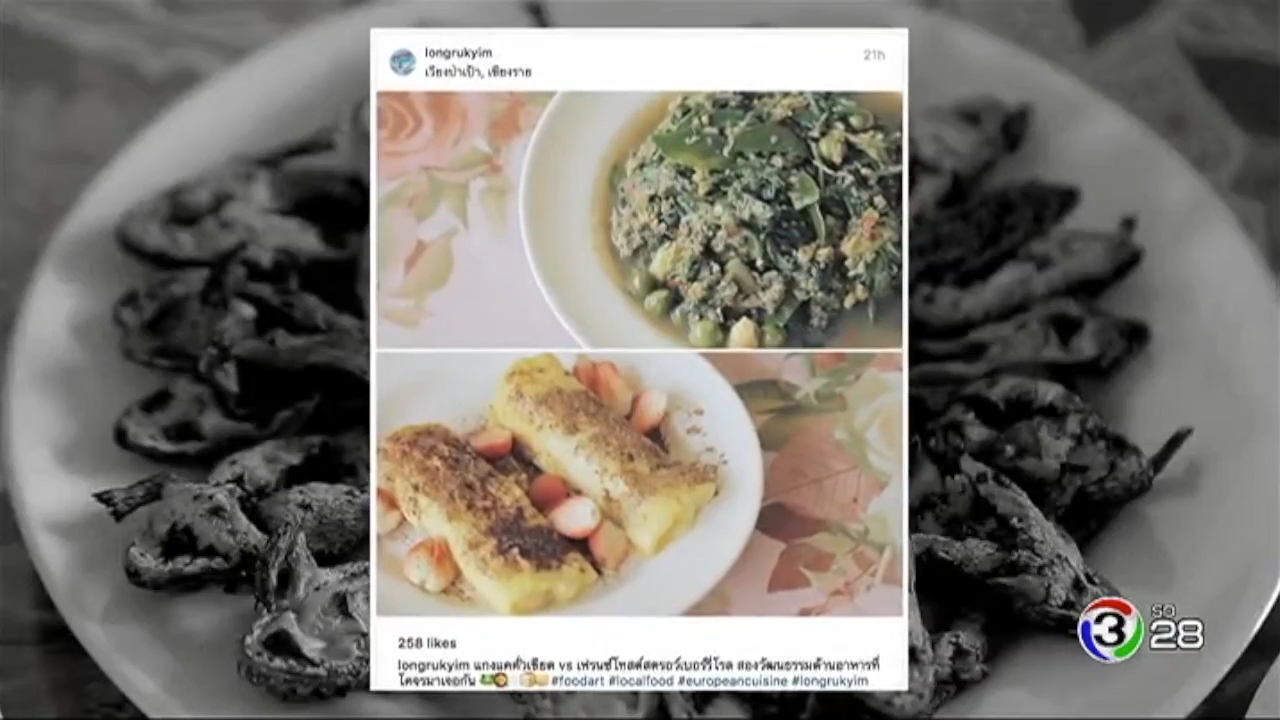 longrukyim
เวียงป่าเป้า, เชียงราย
21h
258 likes
longrukyim แกงแคคั่วเขียด vs เฟรนช์โทสต์สตรอว์เบอร์รี่โรล สองวัฒนธรรมด้านอาหารที่
โคจรมาเจอกัน #foodart #localfood #europeancuisine #longrukyim
3 SD
28